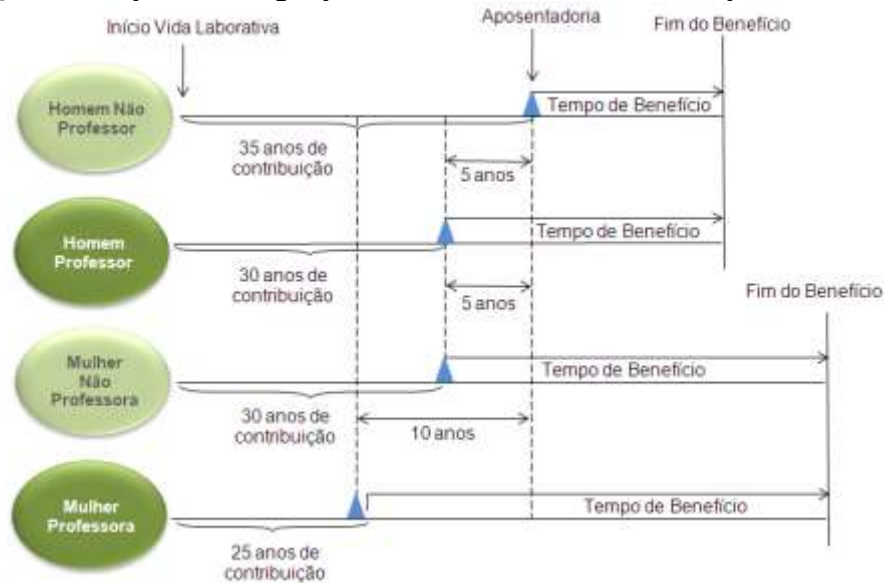 Início Vida Laborativa
Aposentadoria
Fim do Benefício
Homem Não
Professor
Tempo de Benefício
35 anos de
contribuição
5 anos
Homem
Professor
Tempo de Benefício
30 anos de
contribuição
5 anos
Fim do Benefício
Mulher
Não
Professora
Tempo de Benefício
30 anos de
contribuição
10 anos
Mulher
Professora
Tempo de Benefício
25 anos de
contribuição